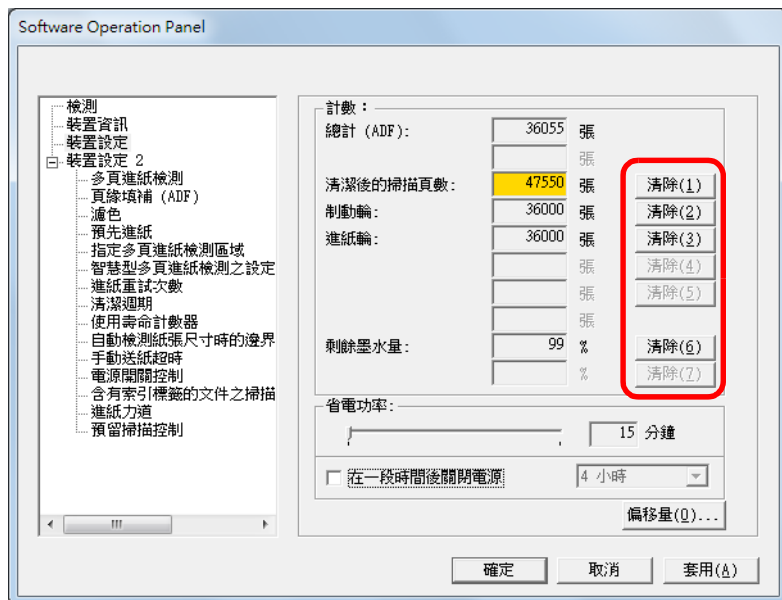 Software Operation Panel
檢測
裝置資訊
裝置設定
裝置設定 2
多頁進紙檢測
頁緣填補 (ADF)
濾色
預先進紙
指定多頁進紙檢測區域
智慧型多頁進紙檢測之設定
進紙重試次數
清潔週期
使用壽命計數器
自動檢測紙張尺寸時的邊界
手動送紙超時
電源開關控制
含有索引標籤的文件之掃描
進紙力道
預留掃描控制
計數：
總計 (ADF): 36055 張
張
清潔後的掃描頁數: 47550 張 清除(1)
制動輪: 36000 張 清除(2)
進紙輪: 36000 張 清除(3)
張 清除(4)
張 清除(5)
張
剩餘墨水量: 99 % 清除(6)
% 清除(7)
省電功率:
15 分鐘
在一段時間後關閉電源 4 小時
偏移量(O)...
確定 取消 套用(A)